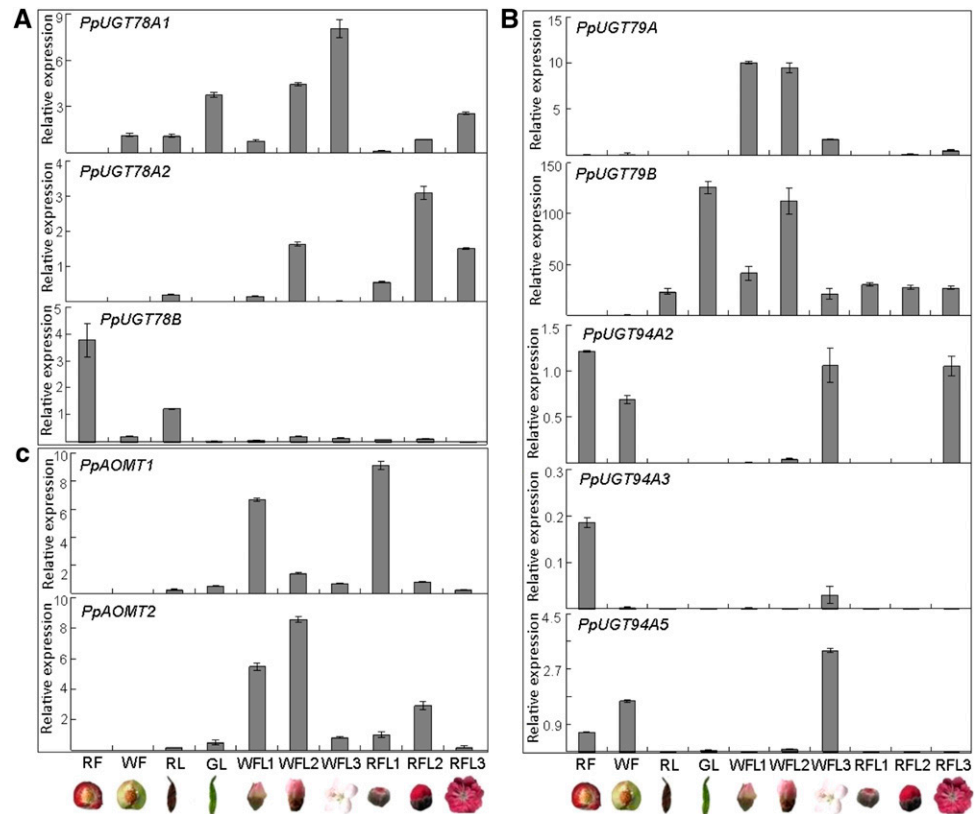 A
PpUGT78A1
Relative expression
9
6
3
PpUGT78A2
Relative expression
4
3
2
1
PpUGT78B
Relative expression
5
4
3
2
1
C
PpAOMT1
Relative expression
10
8
6
4
2
PpAOMT2
Relative expression
10
8
6
4
2
RF WF RL GL WFL1 WFL2 WFL3 RFL1 RFL2 RFL3
B
PpUGT79A
Relative expression
15
10
5
PpUGT79B
Relative expression
150
100
50
PpUGT94A2
Relative expression
1.5
1.0
0.5
PpUGT94A3
Relative expression
0.3
0.2
0.1
PpUGT94A5
Relative expression
4.5
2.7
0.9
RF WF RL GL WFL1 WFL2 WFL3 RFL1 RFL2 RFL3